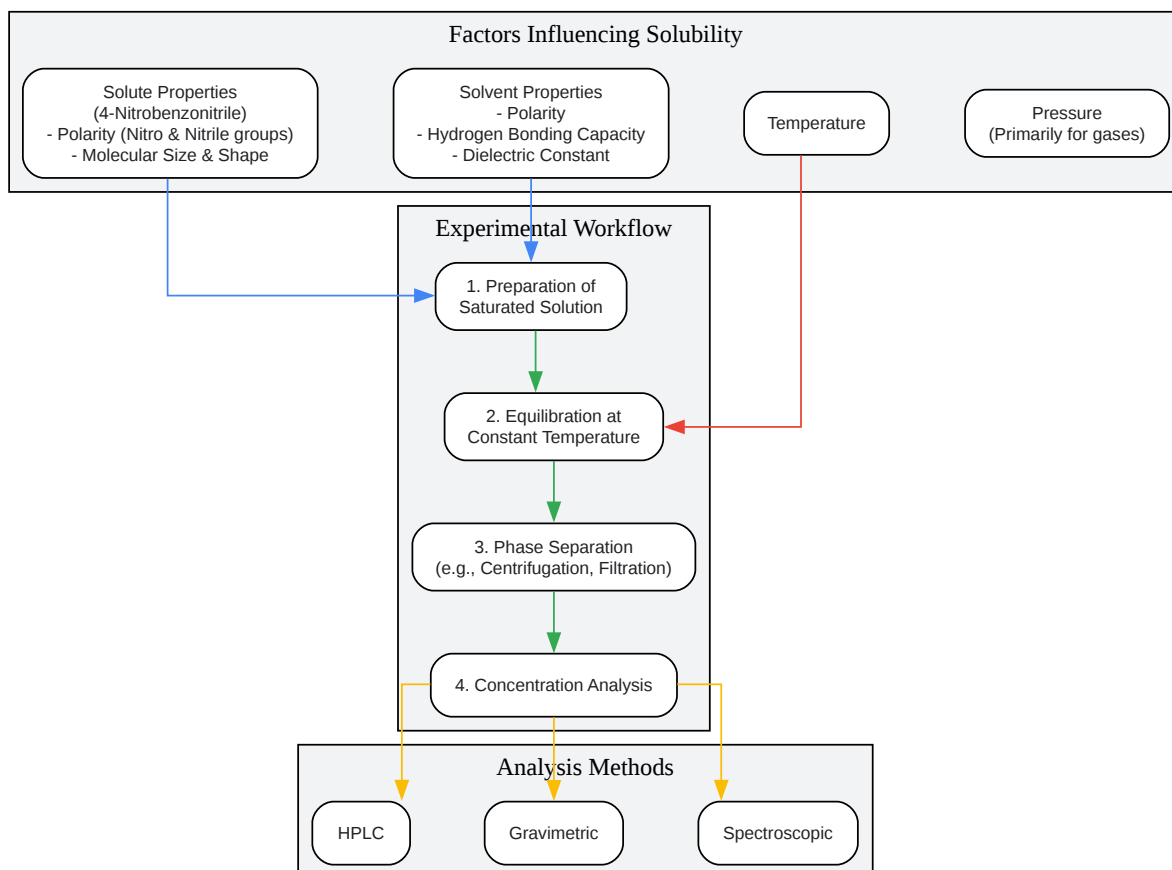 Factors Influencing Solubility
Solute Properties
(4-Nitrobenzonitrile)
- Polarity (Nitro & Nitrile groups)
- Molecular Size & Shape
Solvent Properties
- Polarity
- Hydrogen Bonding Capacity
- Dielectric Constant
Temperature
Pressure
(Primarily for gases)
Experimental Workflow
1. Preparation of
Saturated Solution
2. Equilibration at
Constant Temperature
3. Phase Separation
(e.g., Centrifugation, Filtration)
4. Concentration Analysis
Analysis Methods
HPLC
Gravimetric
Spectroscopic